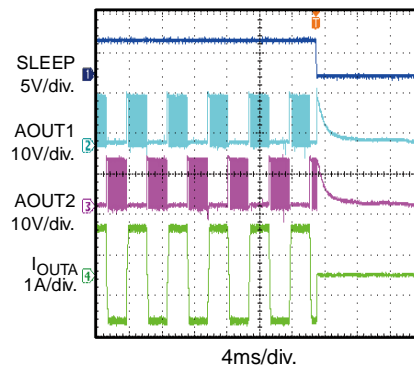 T
SLEEP
5V/div.
1
AOUT1
10V/div.
2
AOUT2
10V/div.
3
IOUTA
1A/div.
4
4ms/div.